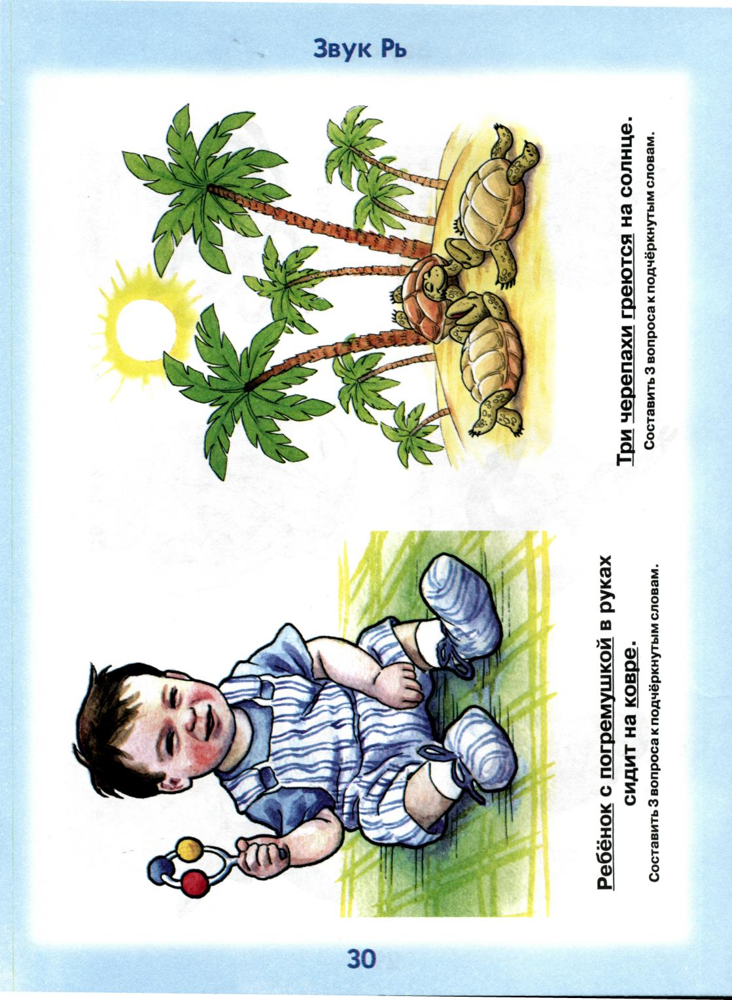 Звук Рь
Ребёнок с погремушкой в руках
сидит на ковре.
Составить 3 вопроса к подчёркнутым словам.
Три черепахи греются на солнце.
Составить 3 вопроса к подчёркнутым словам.
30